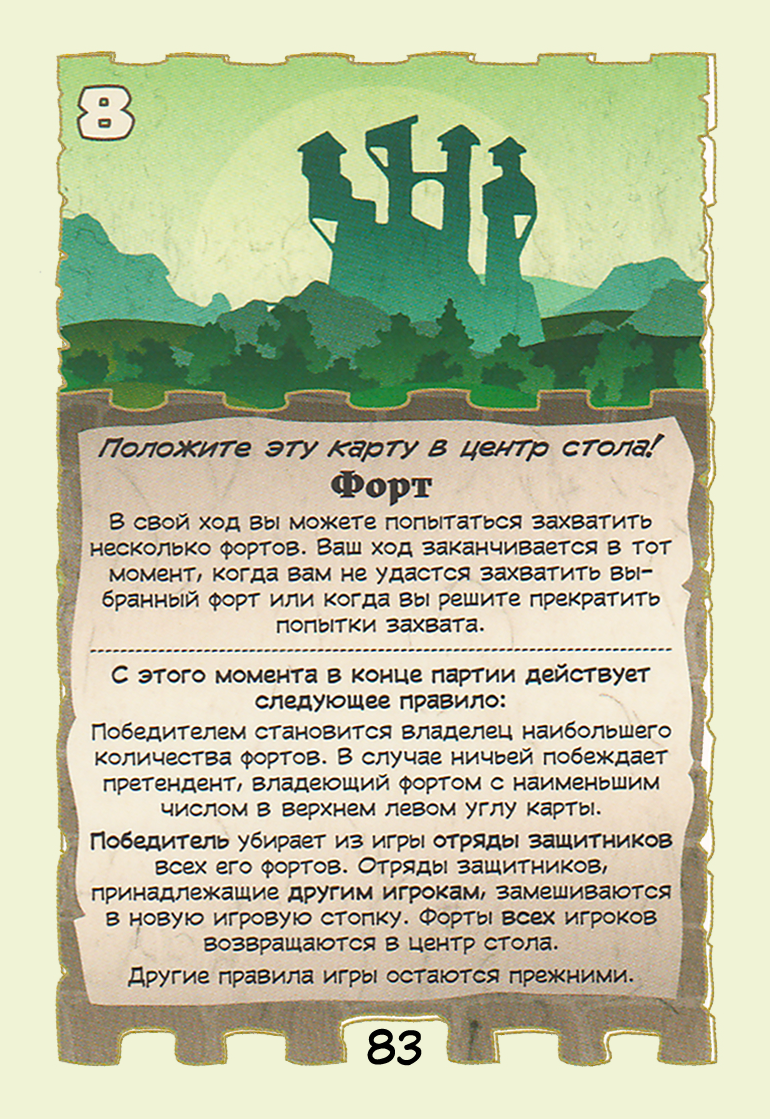 8
Положите эту карту в центр стола!
Форт
В свой ход вы можете попытаться захватить
несколько фортов. Ваш ход заканчивается в тот
момент, когда вам не удастся захватить вы-
бранный форт или когда вы решите прекратить
попытки захвата.
С этого момента в конце партии действует
следующее правило:
Победителем становится владелец наибольшего
количества фортов. В случае ничьей побеждает
претендент, владеющий фортом с наименьшим
числом в верхнем левом углу карты.
Победитель убирает из игры отряды защитников
всех его фортов. Отряды защитников,
принадлежащие другим игрокам, замешиваются
в новую игровую стопку. Форты всех игроков
возвращаются в центр стола.
Другие правила игры остаются прежними.
83